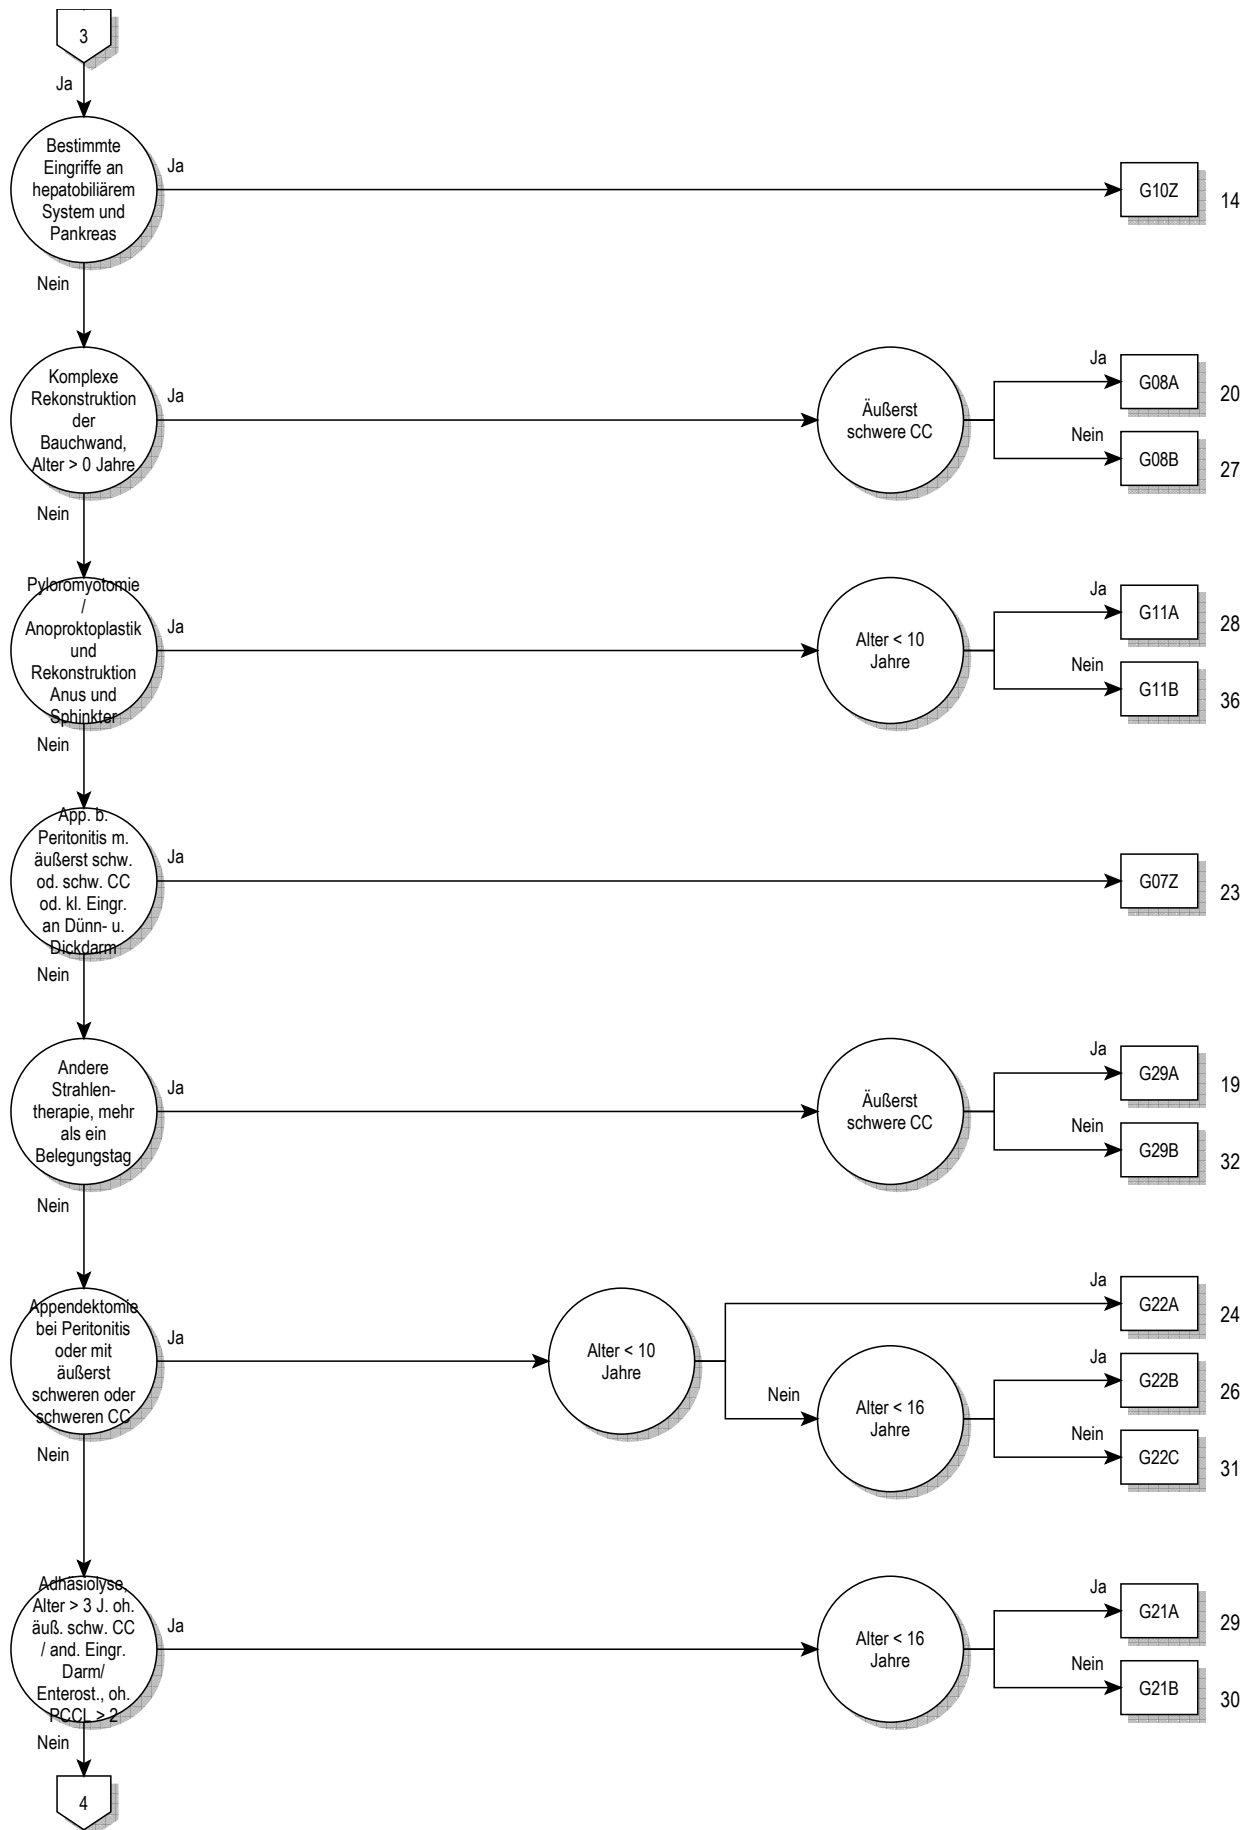 3
Ja
Bestimmte
Eingriffe an
hepatobiliärem
System und
Pankreas
Ja
G10Z
14
Nein
Komplexe
Rekonstruktion
der
Bauchwand,
Alter > 0 Jahre
Ja
Äußerst
schwere CC
Ja
G08A
20
Nein
G08B
27
Nein
Pyloromyotomie
/
Anoproktoplastik
und
Rekonstruktion
Anus und
Sphinkter
Ja
Alter < 10
Jahre
Ja
G11A
28
Nein
G11B
36
Nein
App. b.
Peritonitis m.
äußerst schw.
od. schw. CC
od. kl. Eingr.
an Dünn- u.
Dickdarm
Ja
G07Z
23
Nein
Andere
Strahlen-
therapie, mehr
als ein
Belegungstag
Ja
Äußerst
schwere CC
Ja
G29A
19
Nein
G29B
32
Nein
Appendektomie
bei Peritonitis
oder mit
äußerst
schweren oder
schweren CC
Ja
Alter < 10
Jahre
Ja
G22A
24
Nein
Alter < 16
Jahre
Ja
G22B
26
Nein
G22C
31
Nein
Adhäsiolyse,
Alter > 3 J. oh.
äuß. schw. CC
/ and. Eingr.
Darm/
Enterost., oh.
PCCL > 2
Ja
Alter < 16
Jahre
Ja
G21A
29
Nein
G21B
30
Nein
4